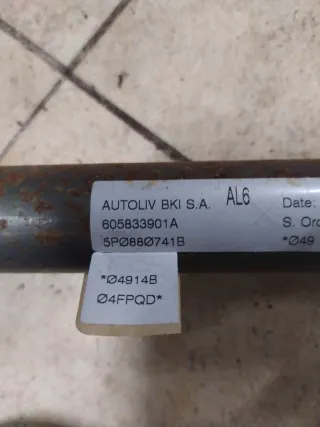 AUTOLIV BKI S.A. AL6 Date:
605833901A S. Ord
5PØ88Ø741B *Ø49
*Ø4914B
Ø4FPQD*